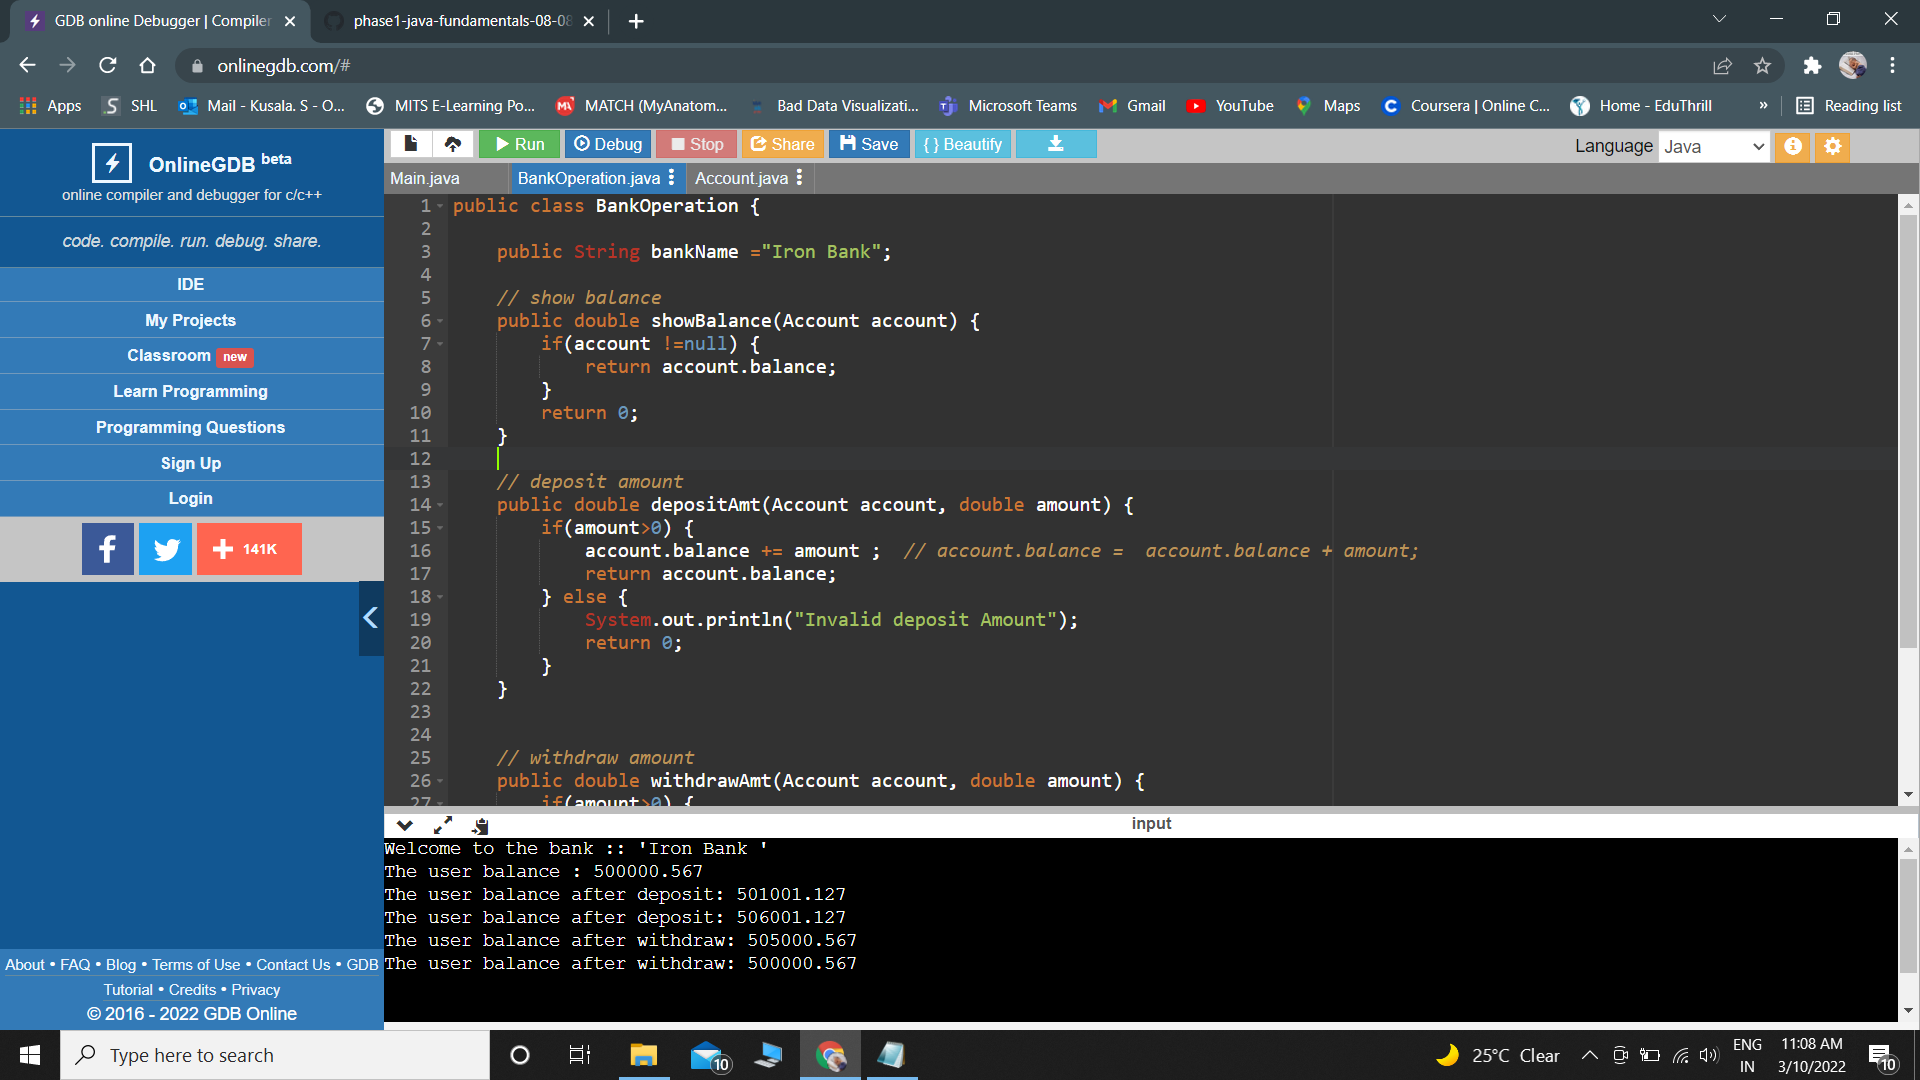 GDB online Debugger | Compiler
phase1-java-fundamentals-08-08
onlinegdb.com/#
Apps
SHL
Mail - Kusala. S - O...
MITS E-Learning Po...
MATCH (MyAnatom...
Bad Data Visualizati...
Microsoft Teams
Gmail
YouTube
Maps
Coursera | Online C...
Home - EduThrill
»
Reading list
OnlineGDB beta
online compiler and debugger for c/c++
code. compile. run. debug. share.
IDE
My Projects
Classroom new
Learn Programming
Programming Questions
Sign Up
Login
141K
About • FAQ • Blog • Terms of Use • Contact Us • GDB
Tutorial • Credits • Privacy
© 2016 - 2022 GDB Online
Run
Debug
Stop
Share
Save
{ } Beautify
Language Java
Main.java
BankOperation.java
Account.java
1 public class BankOperation {
2
3 public String bankName ="Iron Bank";
4
5 // show balance
6 public double showBalance(Account account) {
7 if(account !=null) {
8 return account.balance;
9 }
10 return 0;
11 }
12
13 // deposit amount
14 public double depositAmt(Account account, double amount) {
15 if(amount>0) {
16 account.balance += amount ;  // account.balance =  account.balance + amount;
17 return account.balance;
18 } else {
19 System.out.println("Invalid deposit Amount");
20 return 0;
21 }
22 }
23
24
25 // withdraw amount
26 public double withdrawAmt(Account account, double amount) {
27 if(amount>0) {
input
Welcome to the bank :: 'Iron Bank '
The user balance : 500000.567
The user balance after deposit: 501001.127
The user balance after deposit: 506001.127
The user balance after withdraw: 505000.567
The user balance after withdraw: 500000.567
Type here to search
10
25°C Clear
ENG
IN
11:08 AM
3/10/2022
10